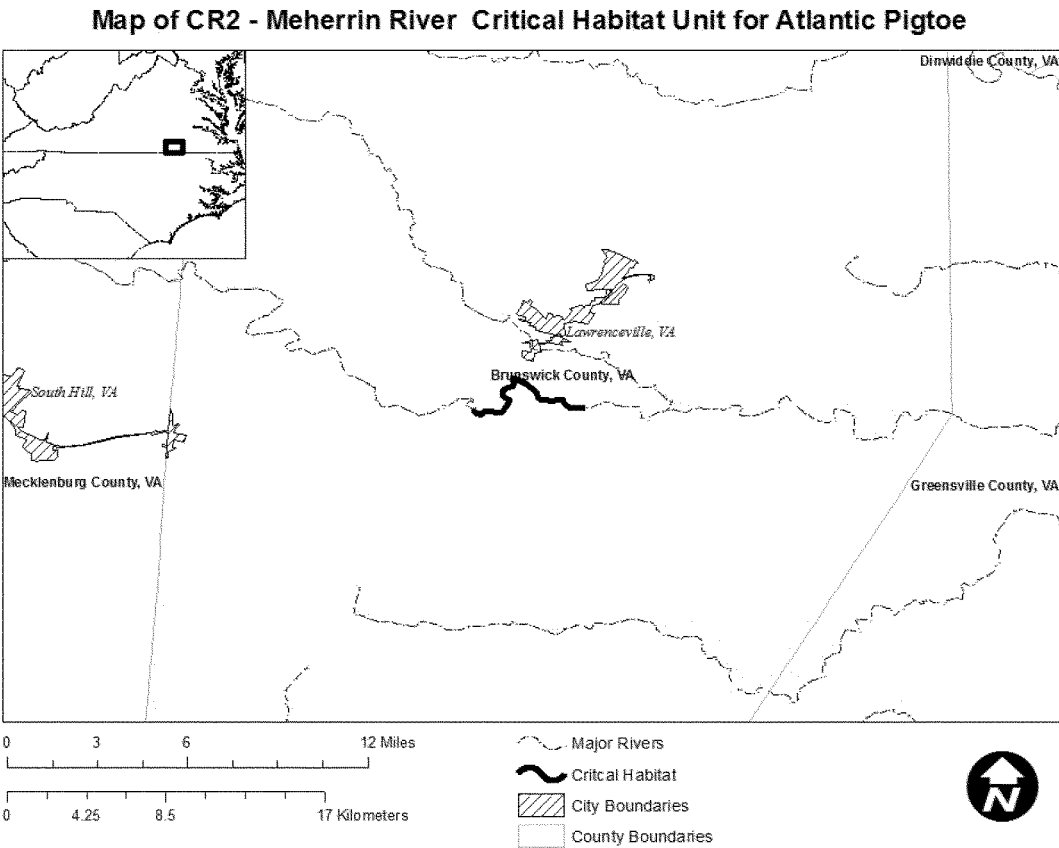 Map of CR2 - Meherrin River Critical Habitat Unit for Atlantic Pigtoe
Dinwiddie County, VA
Lawrenceville, VA
Brunswick County, VA
South Hill, VA
Mecklenburg County, VA
Greensville County, VA
0 3 6 12 Miles
0 4.25 8.5 17 Kilometers
Major Rivers
Critcal Habitat
City Boundaries
County Boundaries
N